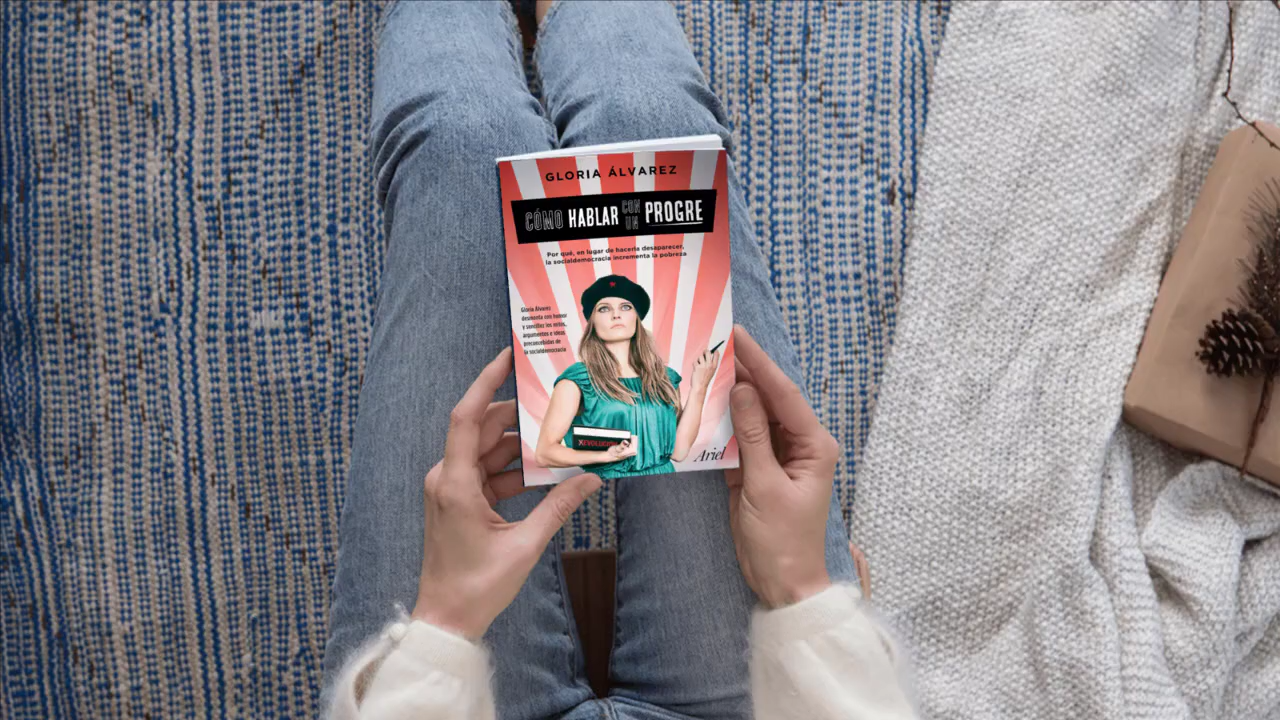 GLORIA ÁLVAREZ
CÓMO HABLAR CON UN PROGRE
Por qué, en lugar de hacerla desaparecer,
la socialdemocracia incrementa la pobreza
Gloria Álvarez
desmonta con humor
y sencillez los mitos,
argumentos e ideas
preconcebidas de
la socialdemocracia
Ariel